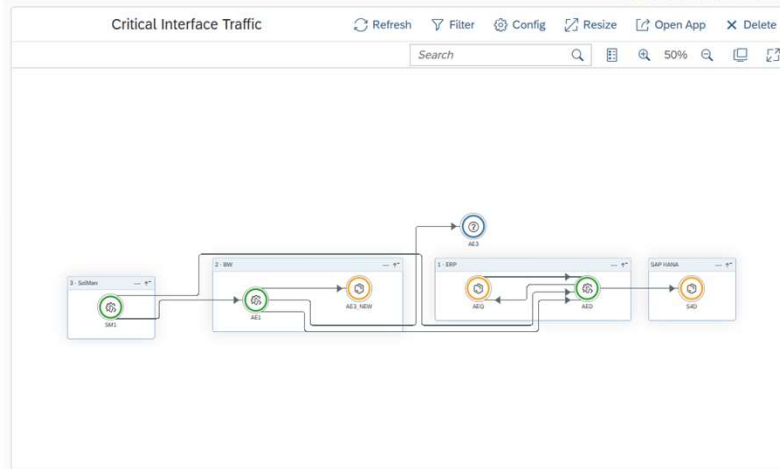 Critical Interface Traffic Refresh Filter Config Resize Open App Delete
Search 50%
AE3
3 - SolMan
2 - BW
1 - ERP
SAP HANA
SM1
AE1
AE3_NEW
AEQ
AED
S4D